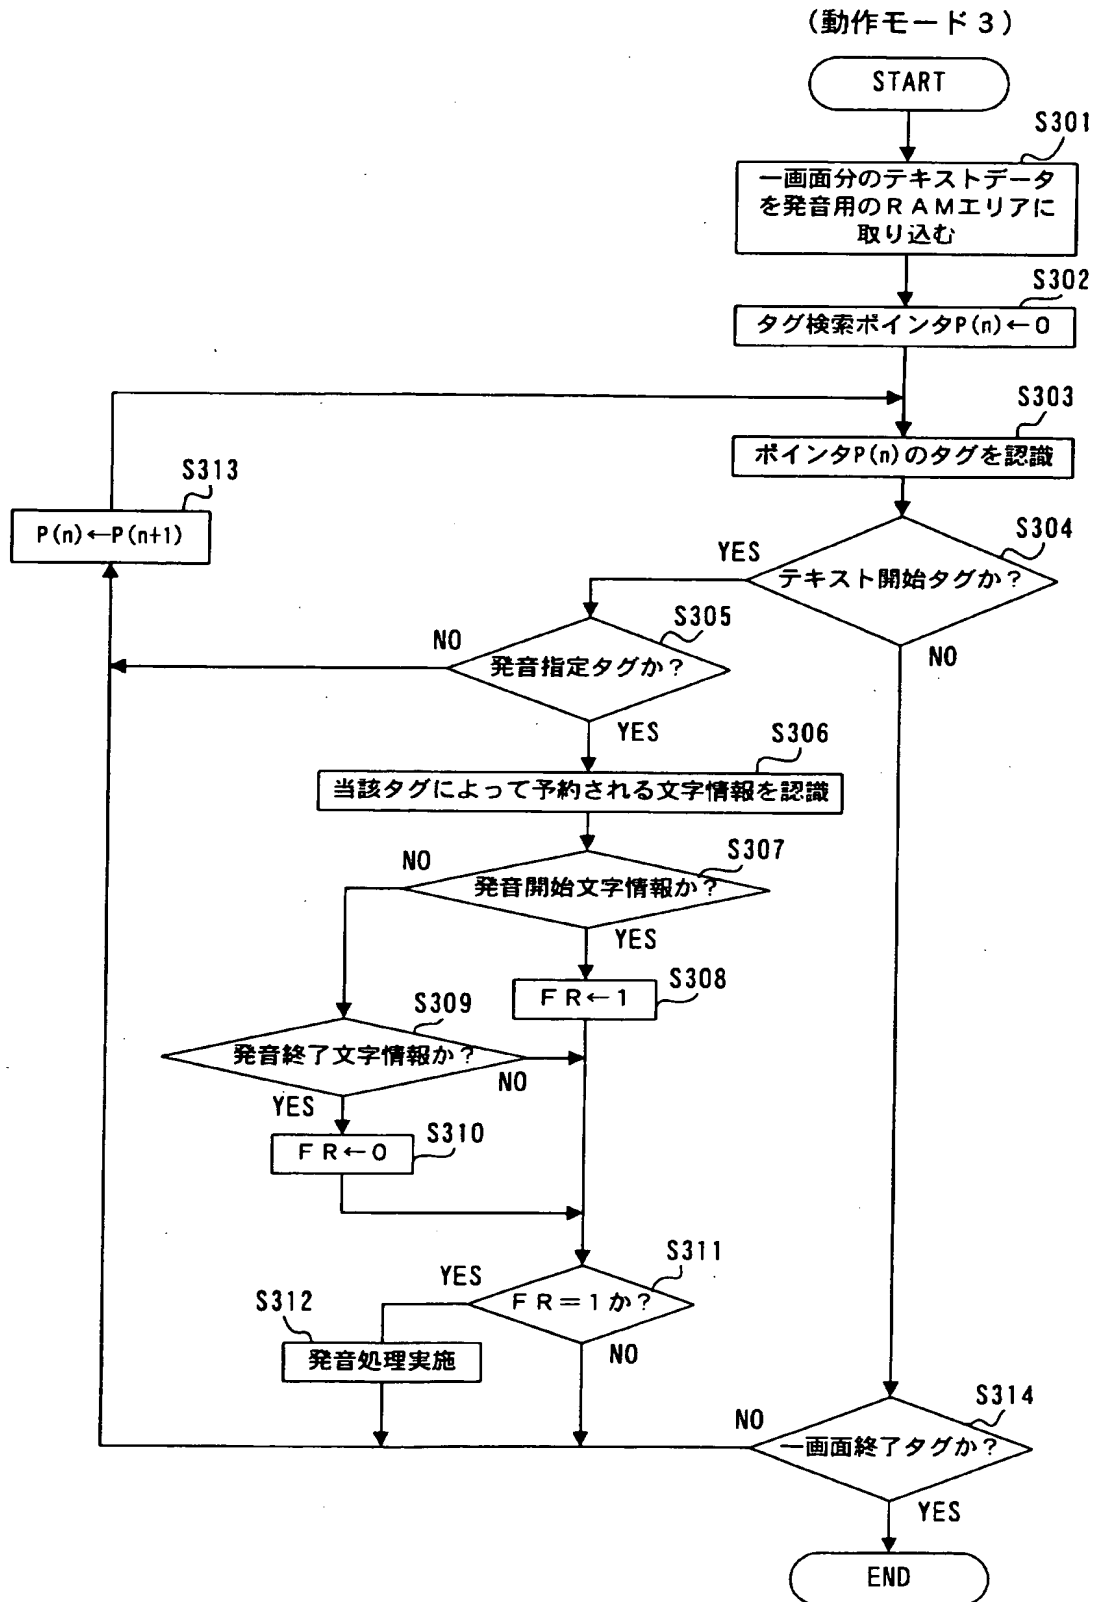 (動作モード3)
START
S301
一画面分のテキストデータ
を発音用のRAMエリアに
取り込む
S302
タグ検索ポインタP(n)←0
S303
ポインタP(n)のタグを認識
S313
P(n)←P(n+1)
S304
YES
テキスト開始タグか?
NO
S305
NO
発音指定タグか?
YES
S306
当該タグによって予約される文字情報を認識
S307
NO
発音開始文字情報か?
YES
S308
FR←1
S309
発音終了文字情報か?
NO
YES
S310
FR←0
S311
YES
FR=1か?
NO
S312
発音処理実施
S314
NO
一画面終了タグか?
YES
END